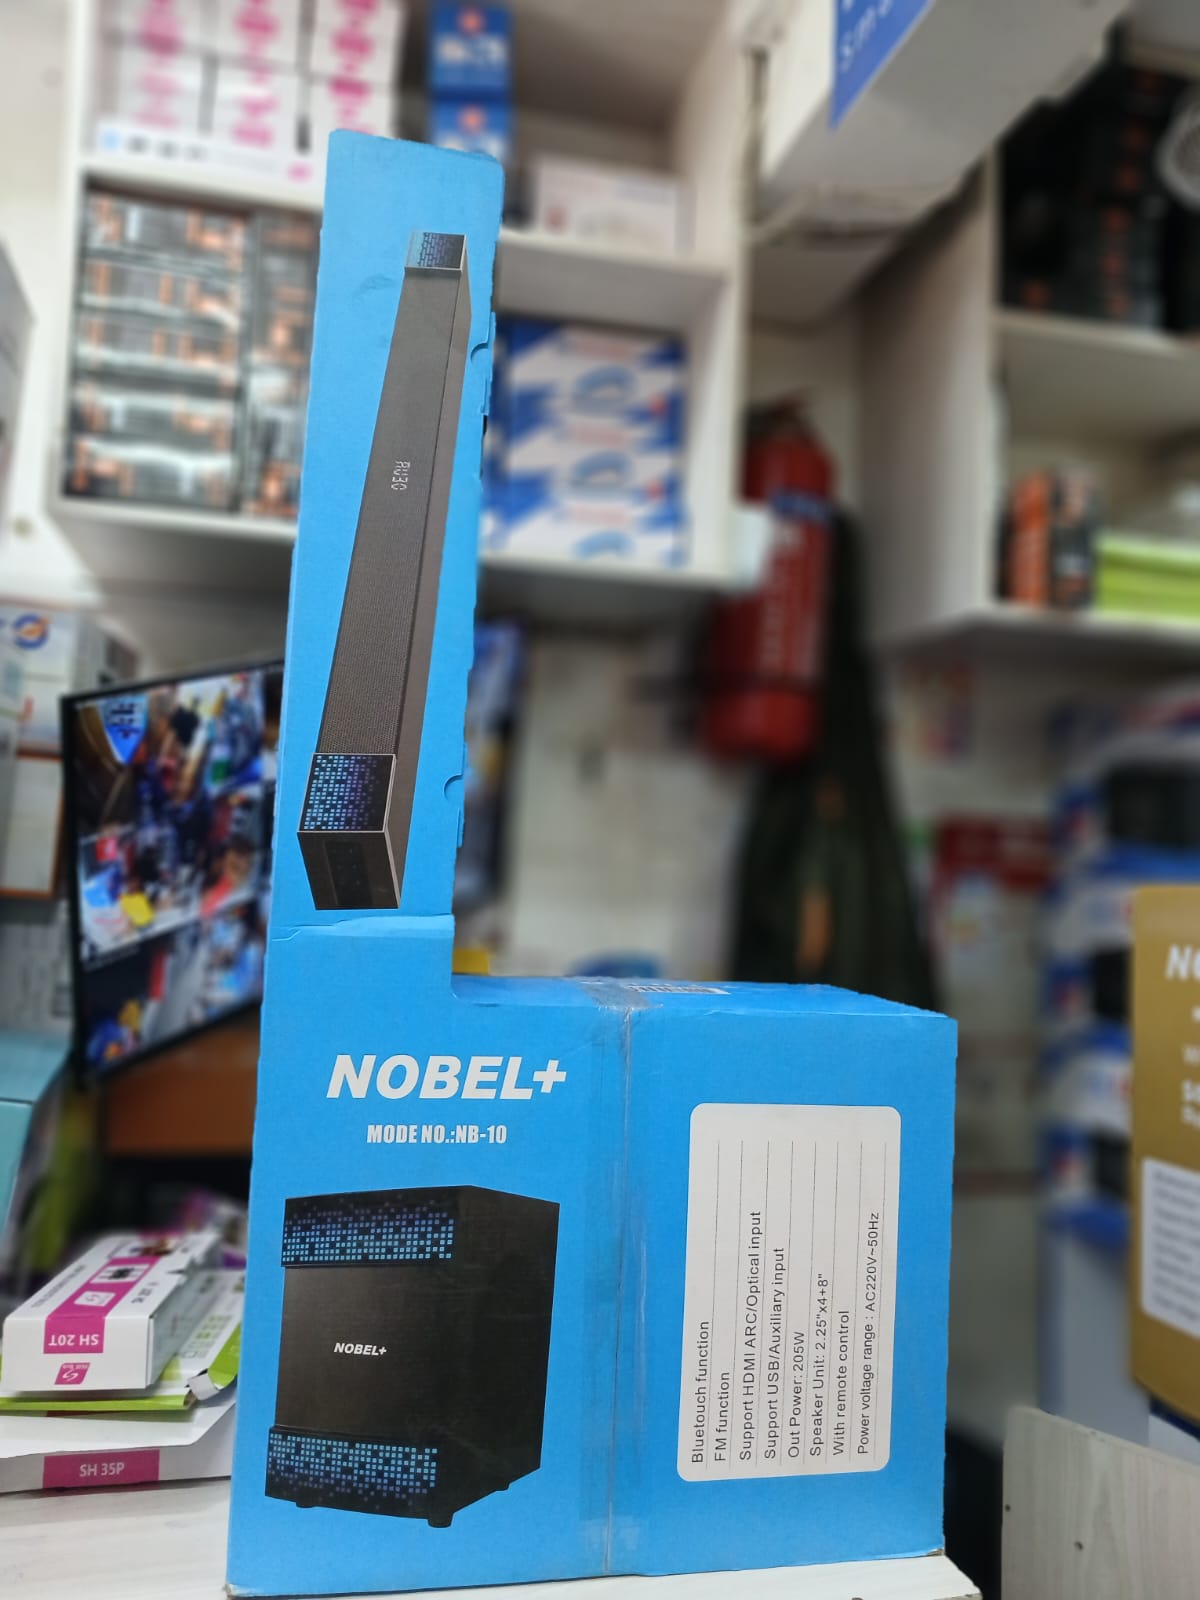 NOBEL+
MODE NO.:NB-10
NOBEL+
Bluetouch function
FM function
Support HDMI ARC/Optical input
Support USB/Auxiliary input
Out Power: 205W
Speaker Unit: 2.25"x4+8"
With remote control
Power voltage range : AC220V~50Hz
SH 20T
SH 35P